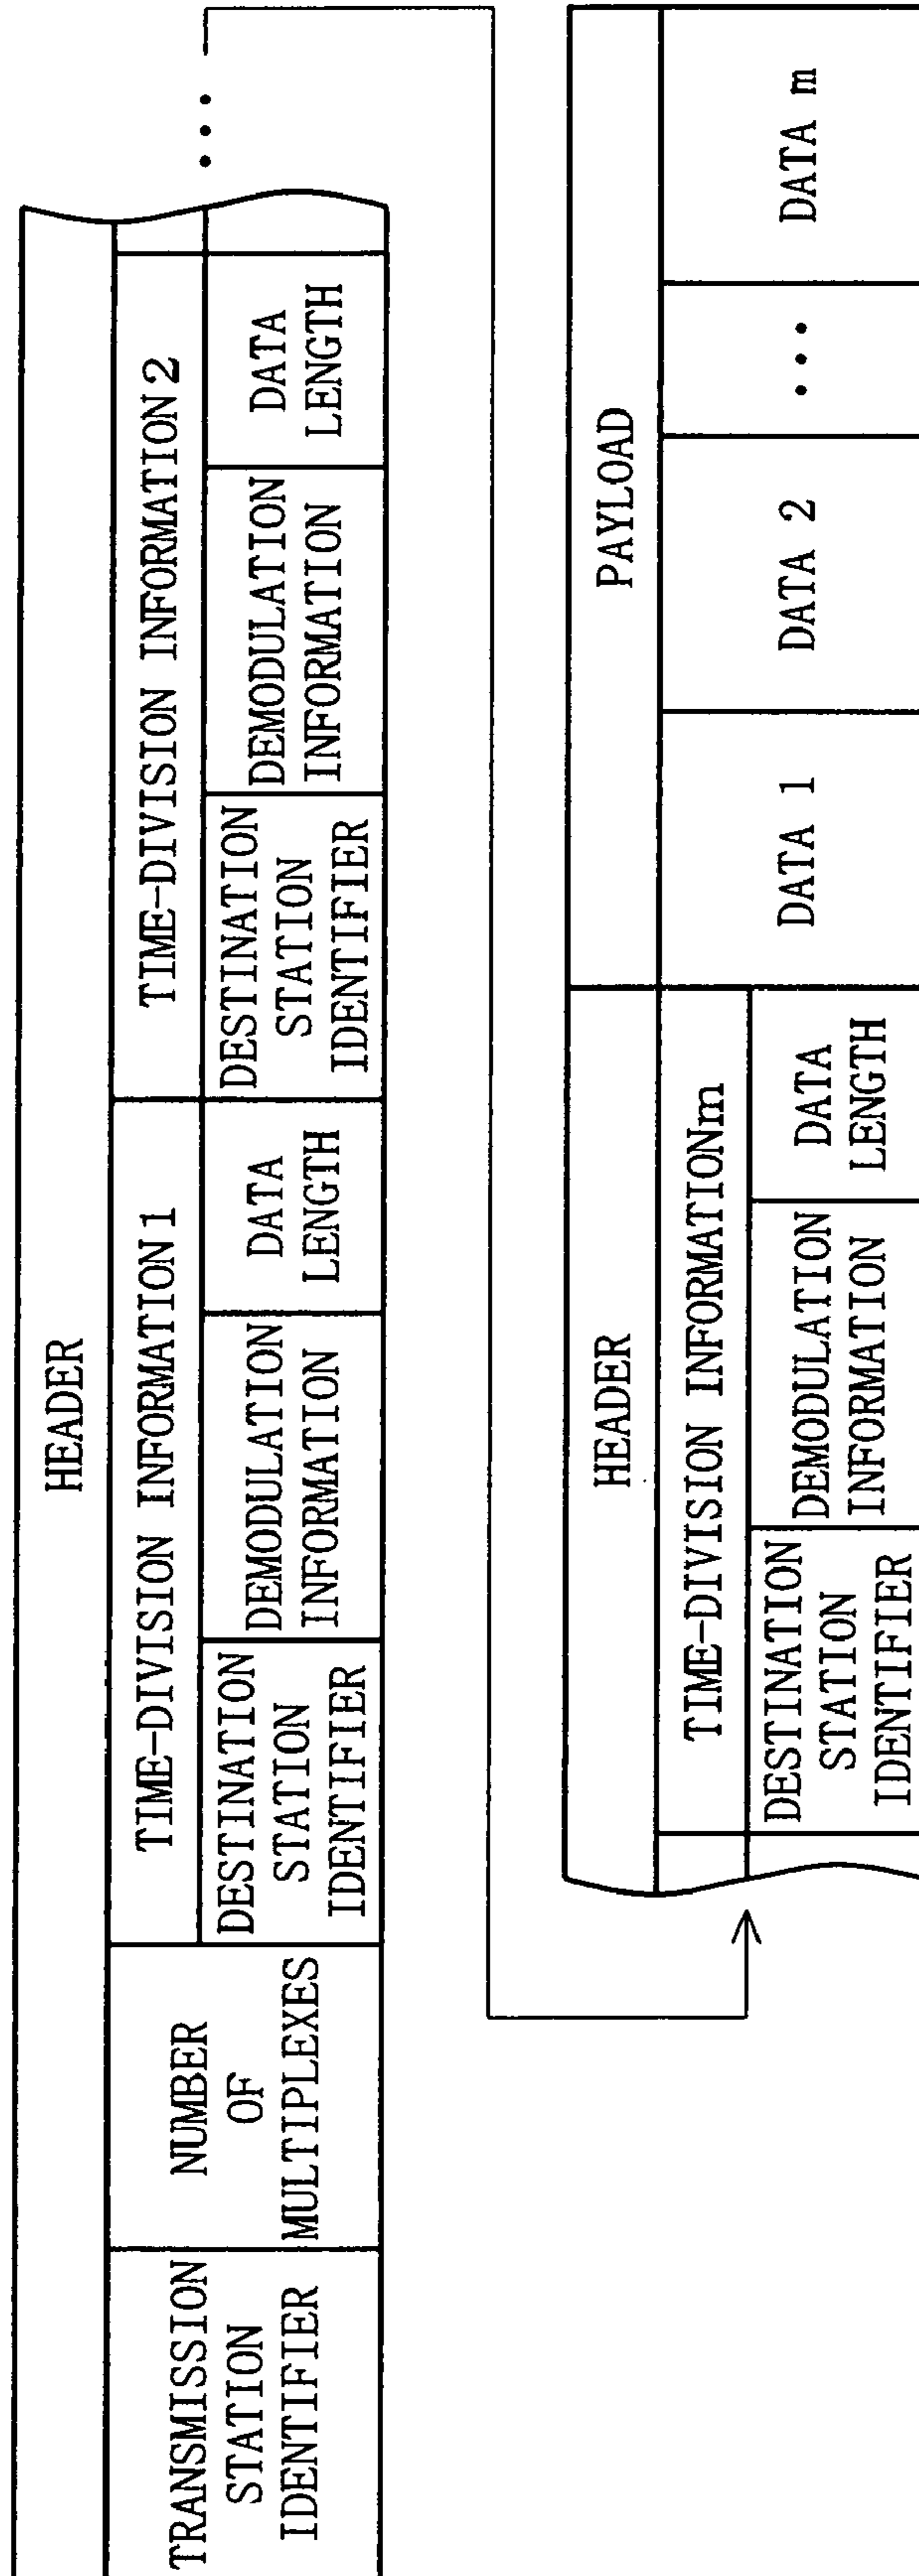 HEADER
TRANSMISSION
STATION
IDENTIFIER
NUMBER
OF
MULTIPLEXES
TIME-DIVISION INFORMATION 1
DESTINATION
STATION
IDENTIFIER
DEMODULATION
INFORMATION
DATA
LENGTH
TIME-DIVISION INFORMATION 2
DESTINATION
STATION
IDENTIFIER
DEMODULATION
INFORMATION
DATA
LENGTH
...
HEADER
TIME-DIVISION INFORMATIONm
DESTINATION
STATION
IDENTIFIER
DEMODULATION
INFORMATION
DATA
LENGTH
PAYLOAD
DATA 1
DATA 2
...
DATA m